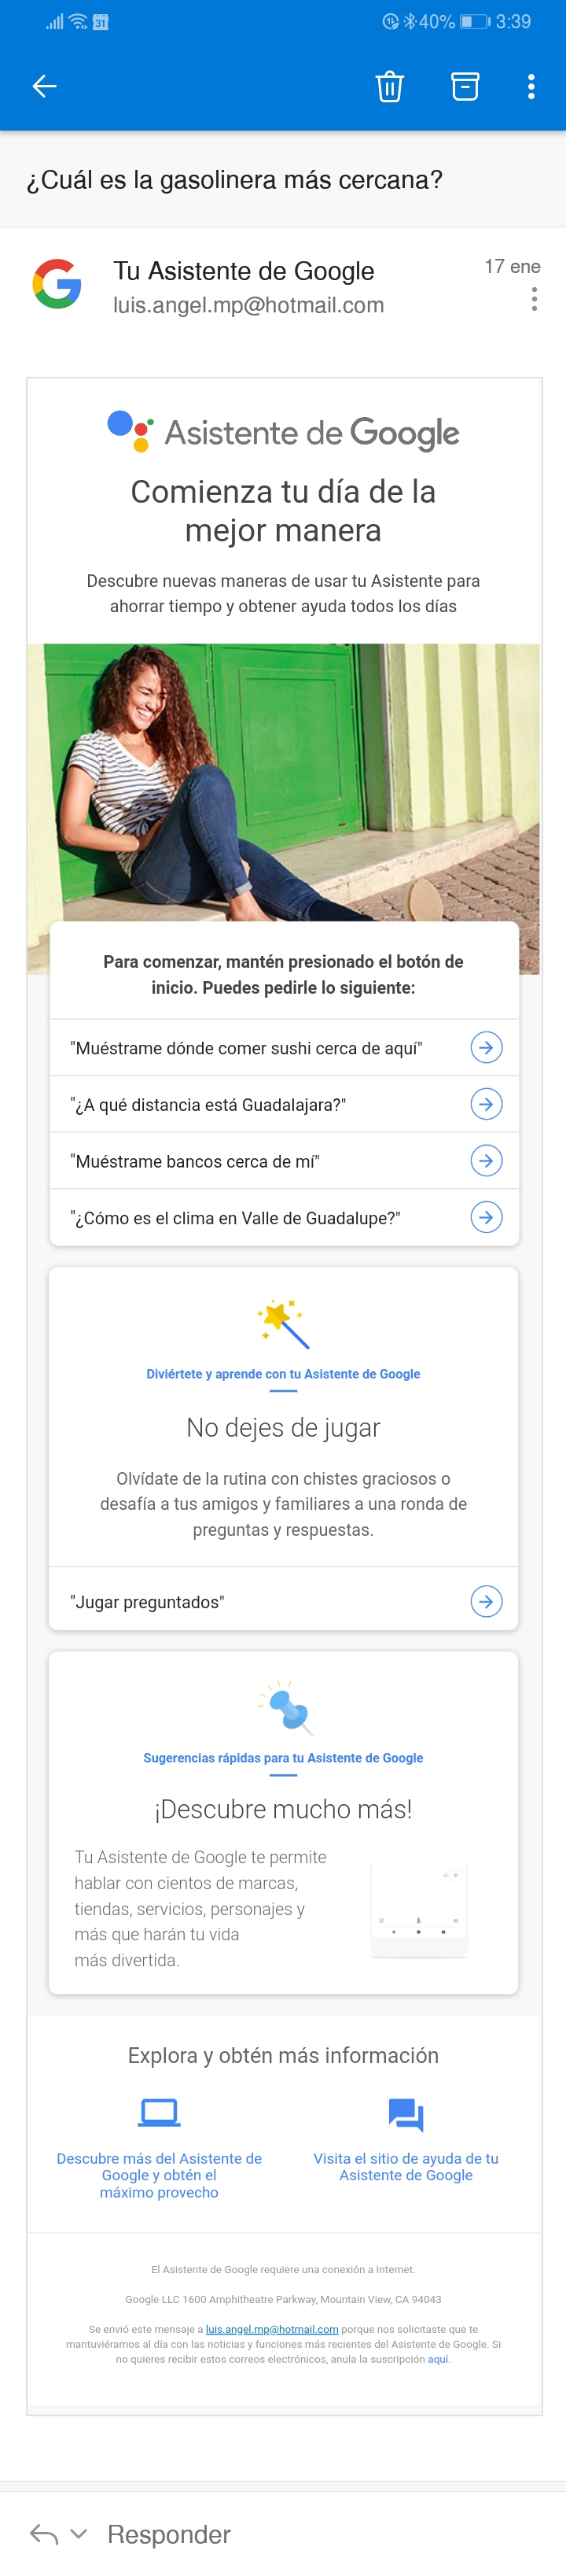 31 40% 3:39
¿Cuál es la gasolinera más cercana?
Tu Asistente de Google
17 ene
luis.angel.mp@hotmail.com
Asistente de Google
Comienza tu día de la
mejor manera
Descubre nuevas maneras de usar tu Asistente para
ahorrar tiempo y obtener ayuda todos los días
Para comenzar, mantén presionado el botón de
inicio. Puedes pedirle lo siguiente:
"Muéstrame dónde comer sushi cerca de aquí"
"¿A qué distancia está Guadalajara?"
"Muéstrame bancos cerca de mí"
"¿Cómo es el clima en Valle de Guadalupe?"
Diviértete y aprende con tu Asistente de Google
No dejes de jugar
Olvídate de la rutina con chistes graciosos o
desafía a tus amigos y familiares a una ronda de
preguntas y respuestas.
"Jugar preguntados"
Sugerencias rápidas para tu Asistente de Google
¡Descubre mucho más!
Tu Asistente de Google te permite
hablar con cientos de marcas,
tiendas, servicios, personajes y
más que harán tu vida
más divertida.
Explora y obtén más información
Descubre más del Asistente de
Google y obtén el
máximo provecho
Visita el sitio de ayuda de tu
Asistente de Google
El Asistente de Google requiere una conexión a Internet.
Google LLC 1600 Amphitheatre Parkway, Mountain View, CA 94043
Se envió este mensaje a luis.angel.mp@hotmail.com porque nos solicitaste que te
mantuviéramos al día con las noticias y funciones más recientes del Asistente de Google. Si
no quieres recibir estos correos electrónicos, anula la suscripción aquí.
Responder